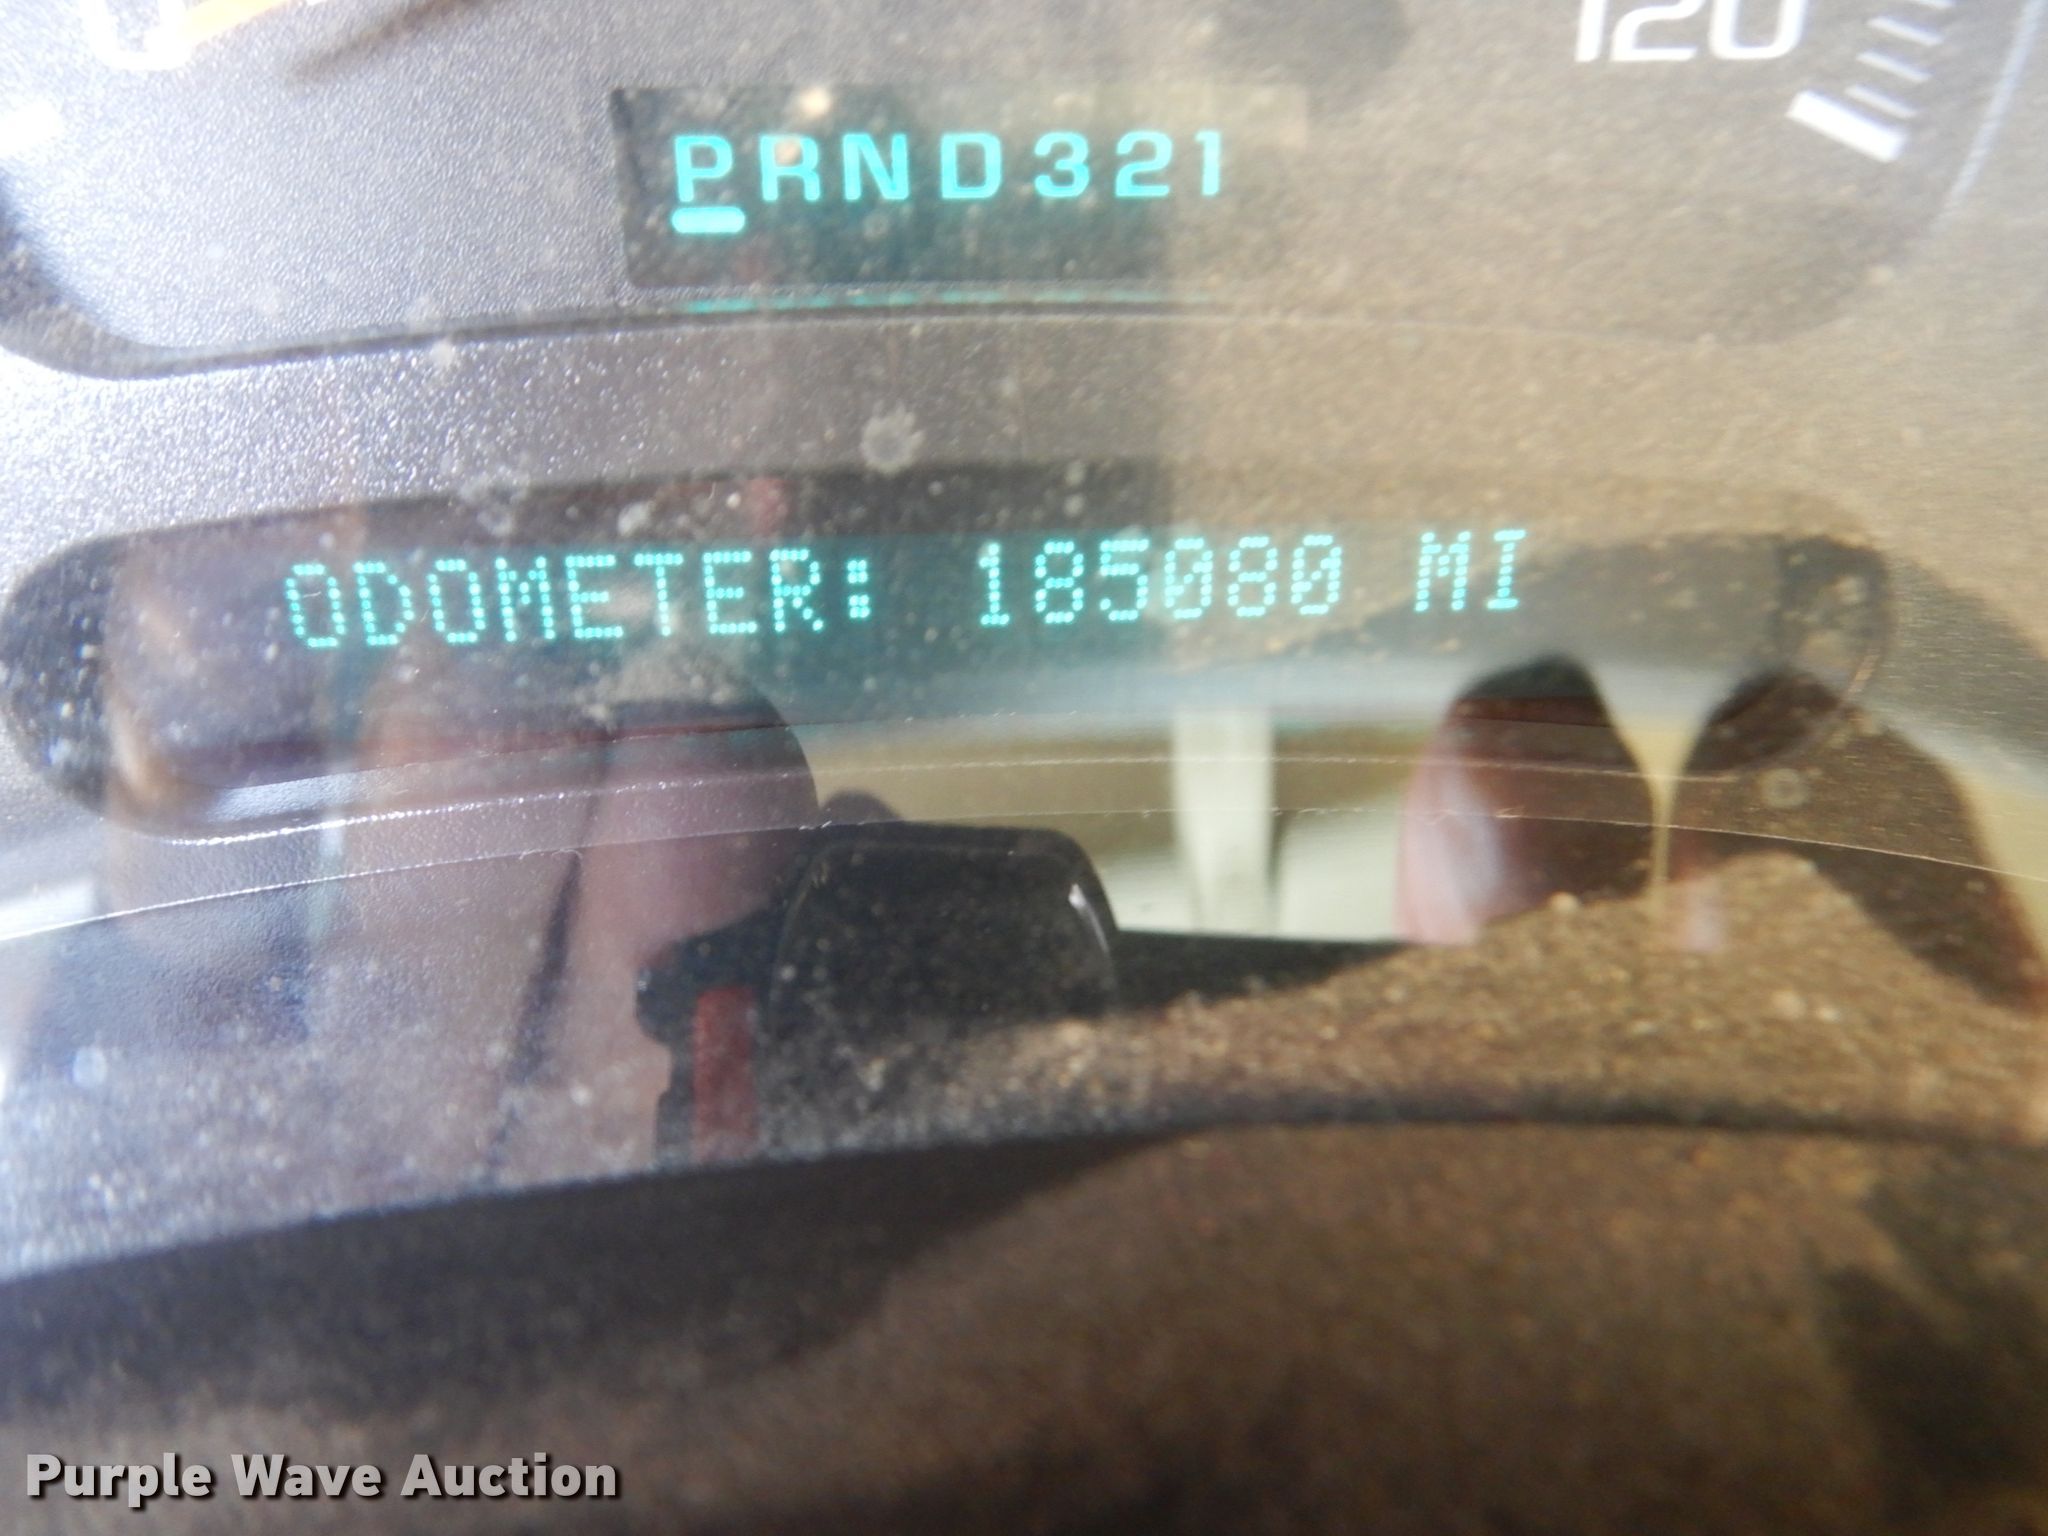 120
PRND321
ODOMETER: 185080 MI
Purple Wave Auction